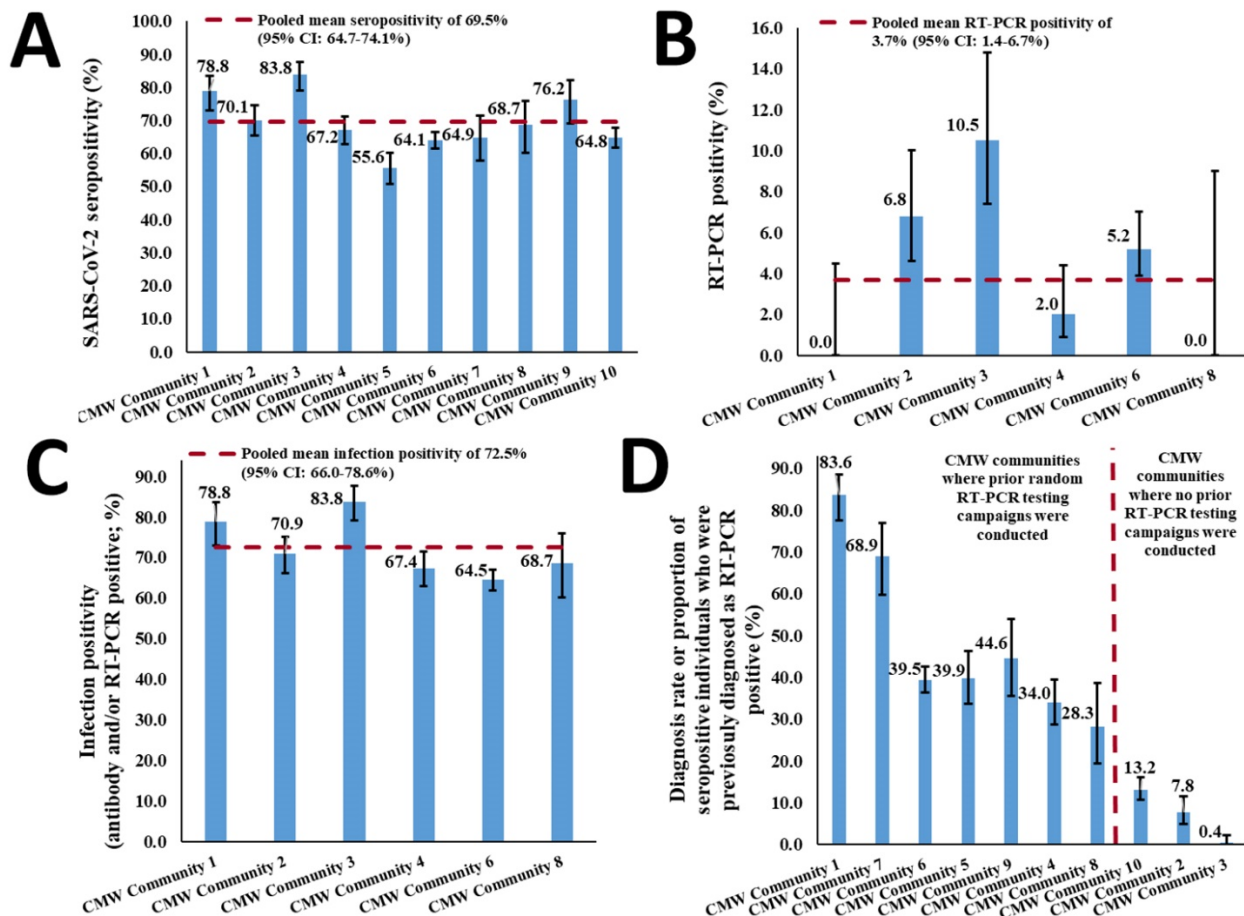 A
Pooled mean seropositivity of 69.5%
(95% CI: 64.7-74.1%)
SARS-CoV-2 seropositivity (%)
100.0
90.0
80.0
70.0
60.0
50.0
40.0
30.0
20.0
10.0
0.0
78.8
70.1
83.8
67.2
55.6
64.1
64.9
68.7
76.2
64.8
CMW Community 1
CMW Community 2
CMW Community 3
CMW Community 4
CMW Community 5
CMW Community 6
CMW Community 7
CMW Community 8
CMW Community 9
CMW Community 10
B
Pooled mean RT-PCR positivity of
3.7% (95% CI: 1.4-6.7%)
RT-PCR positivity (%)
16.0
14.0
12.0
10.0
8.0
6.0
4.0
2.0
0.0
0.0
6.8
10.5
2.0
5.2
0.0
CMW Community 1
CMW Community 2
CMW Community 3
CMW Community 4
CMW Community 6
CMW Community 8
C
Pooled mean infection positivity of 72.5%
(95% CI: 66.0-78.6%)
Infection positivity
(antibody and/or RT-PCR positive; %)
90.0
80.0
70.0
60.0
50.0
40.0
30.0
20.0
10.0
0.0
78.8
70.9
83.8
67.4
64.5
68.7
CMW Community 1
CMW Community 2
CMW Community 3
CMW Community 4
CMW Community 6
CMW Community 8
D
CMW communities
where prior random
RT-PCR testing
campaigns were
conducted
CMW
communities
where no prior
RT-PCR testing
campaigns were
conducted
Diagnosis rate or proportion of
seropositive individuals who were
previosuly diagnosed as RT-PCR
positive (%)
90.0
80.0
70.0
60.0
50.0
40.0
30.0
20.0
10.0
0.0
83.6
68.9
39.5
39.9
44.6
34.0
28.3
13.2
7.8
0.4
CMW Community 1
CMW Community 7
CMW Community 6
CMW Community 5
CMW Community 9
CMW Community 4
CMW Community 8
CMW Community 10
CMW Community 2
CMW Community 3